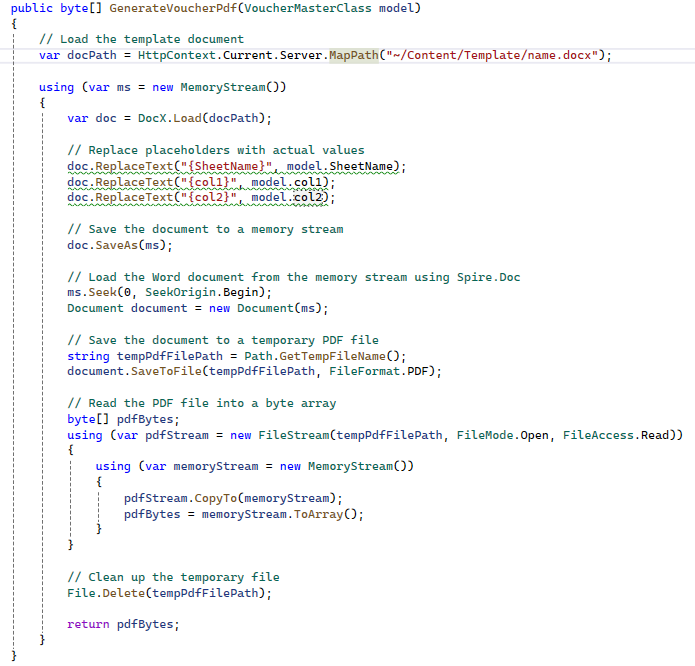 public byte[] GenerateVoucherPdf(VoucherMasterClass model)
{
    // Load the template document
    var docPath = HttpContext.Current.Server.MapPath("~/Content/Template/name.docx");

    using (var ms = new MemoryStream())
    {
        var doc = DocX.Load(docPath);

        // Replace placeholders with actual values
        doc.ReplaceText("{SheetName}", model.SheetName);
        doc.ReplaceText("{col1}", model.col1);
        doc.ReplaceText("{col2}", model.col2);

        // Save the document to a memory stream
        doc.SaveAs(ms);

        // Load the Word document from the memory stream using Spire.Doc
        ms.Seek(0, SeekOrigin.Begin);
        Document document = new Document(ms);

        // Save the document to a temporary PDF file
        string tempPdfFilePath = Path.GetTempFileName();
        document.SaveToFile(tempPdfFilePath, FileFormat.PDF);

        // Read the PDF file into a byte array
        byte[] pdfBytes;
        using (var pdfStream = new FileStream(tempPdfFilePath, FileMode.Open, FileAccess.Read))
        {
            using (var memoryStream = new MemoryStream())
            {
                pdfStream.CopyTo(memoryStream);
                pdfBytes = memoryStream.ToArray();
            }
        }

        // Clean up the temporary file
        File.Delete(tempPdfFilePath);

        return pdfBytes;
    }
}